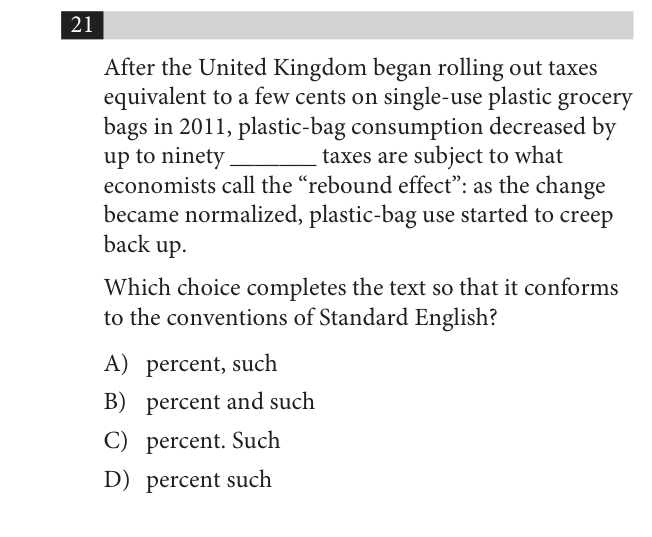 21
After the United Kingdom began rolling out taxes
equivalent to a few cents on single-use plastic grocery
bags in 2011, plastic-bag consumption decreased by
up to ninety _______ taxes are subject to what
economists call the “rebound effect”: as the change
became normalized, plastic-bag use started to creep
back up.
Which choice completes the text so that it conforms
to the conventions of Standard English?
A) percent, such
B) percent and such
C) percent. Such
D) percent such